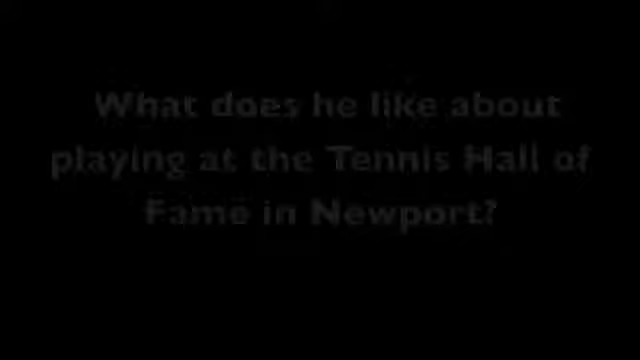 What does he like about
playing at the Tennis Hall of
Fame in Newport?